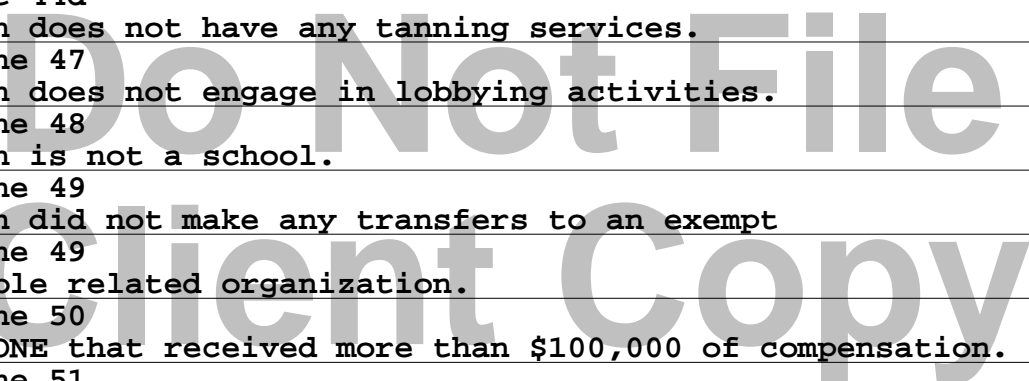 n does not have any tanning services.
ne 47
n does not engage in lobbying activities.
ne 48
n is not a school.
ne 49
n did not make any transfers to an exempt
ne 49
ole related organization.
ne 50
ONE that received more than $100,000 of compensation.
ne 51
Do Not File
Client Copy